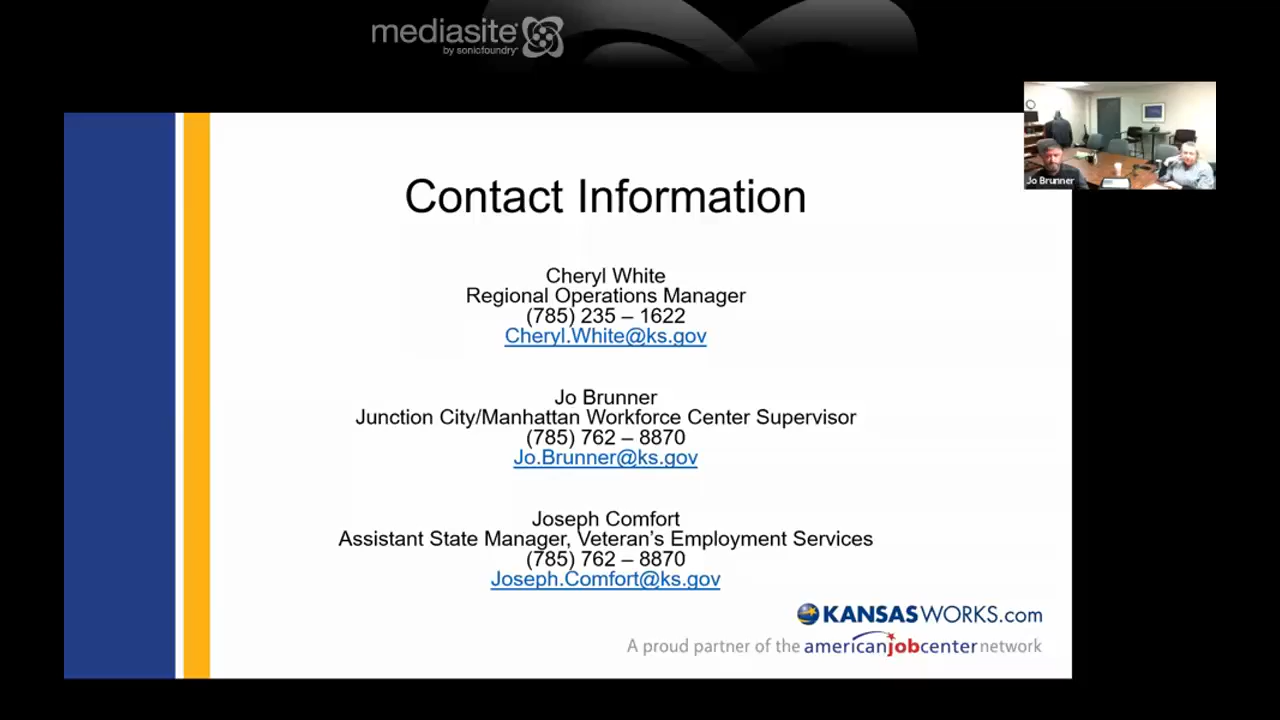 mediasite
by sonicfoundry
Jo Brunner
Contact Information
Cheryl White
Regional Operations Manager
(785) 235 – 1622
Cheryl.White@ks.gov
Jo Brunner
Junction City/Manhattan Workforce Center Supervisor
(785) 762 – 8870
Jo.Brunner@ks.gov
Joseph Comfort
Assistant State Manager, Veteran's Employment Services
(785) 762 – 8870
Joseph.Comfort@ks.gov
KANSASWORKS.com
A proud partner of the americanjobcenter network